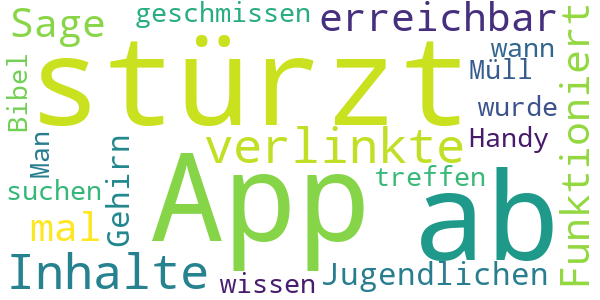 geschmissen
Sage
erreichbar
stürzt
wann
Müll
Bibel
Funktioniert
wurde
Man
Gehirn
verlinkte
Handy
App
ab
treffen
suchen
mal
Inhalte
wissen
Jugendlichen